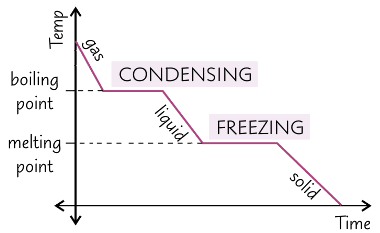 Temp
gas
CONDENSING
boiling
point
liquid
FREEZING
melting
point
solid
Time